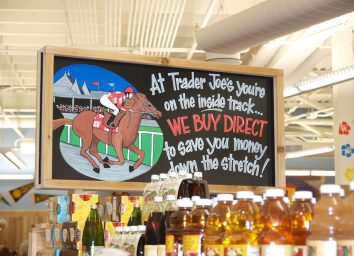 At Trader Joe's you're
on the inside track...
WE BUY DIRECT
to save you money
down the stretch!